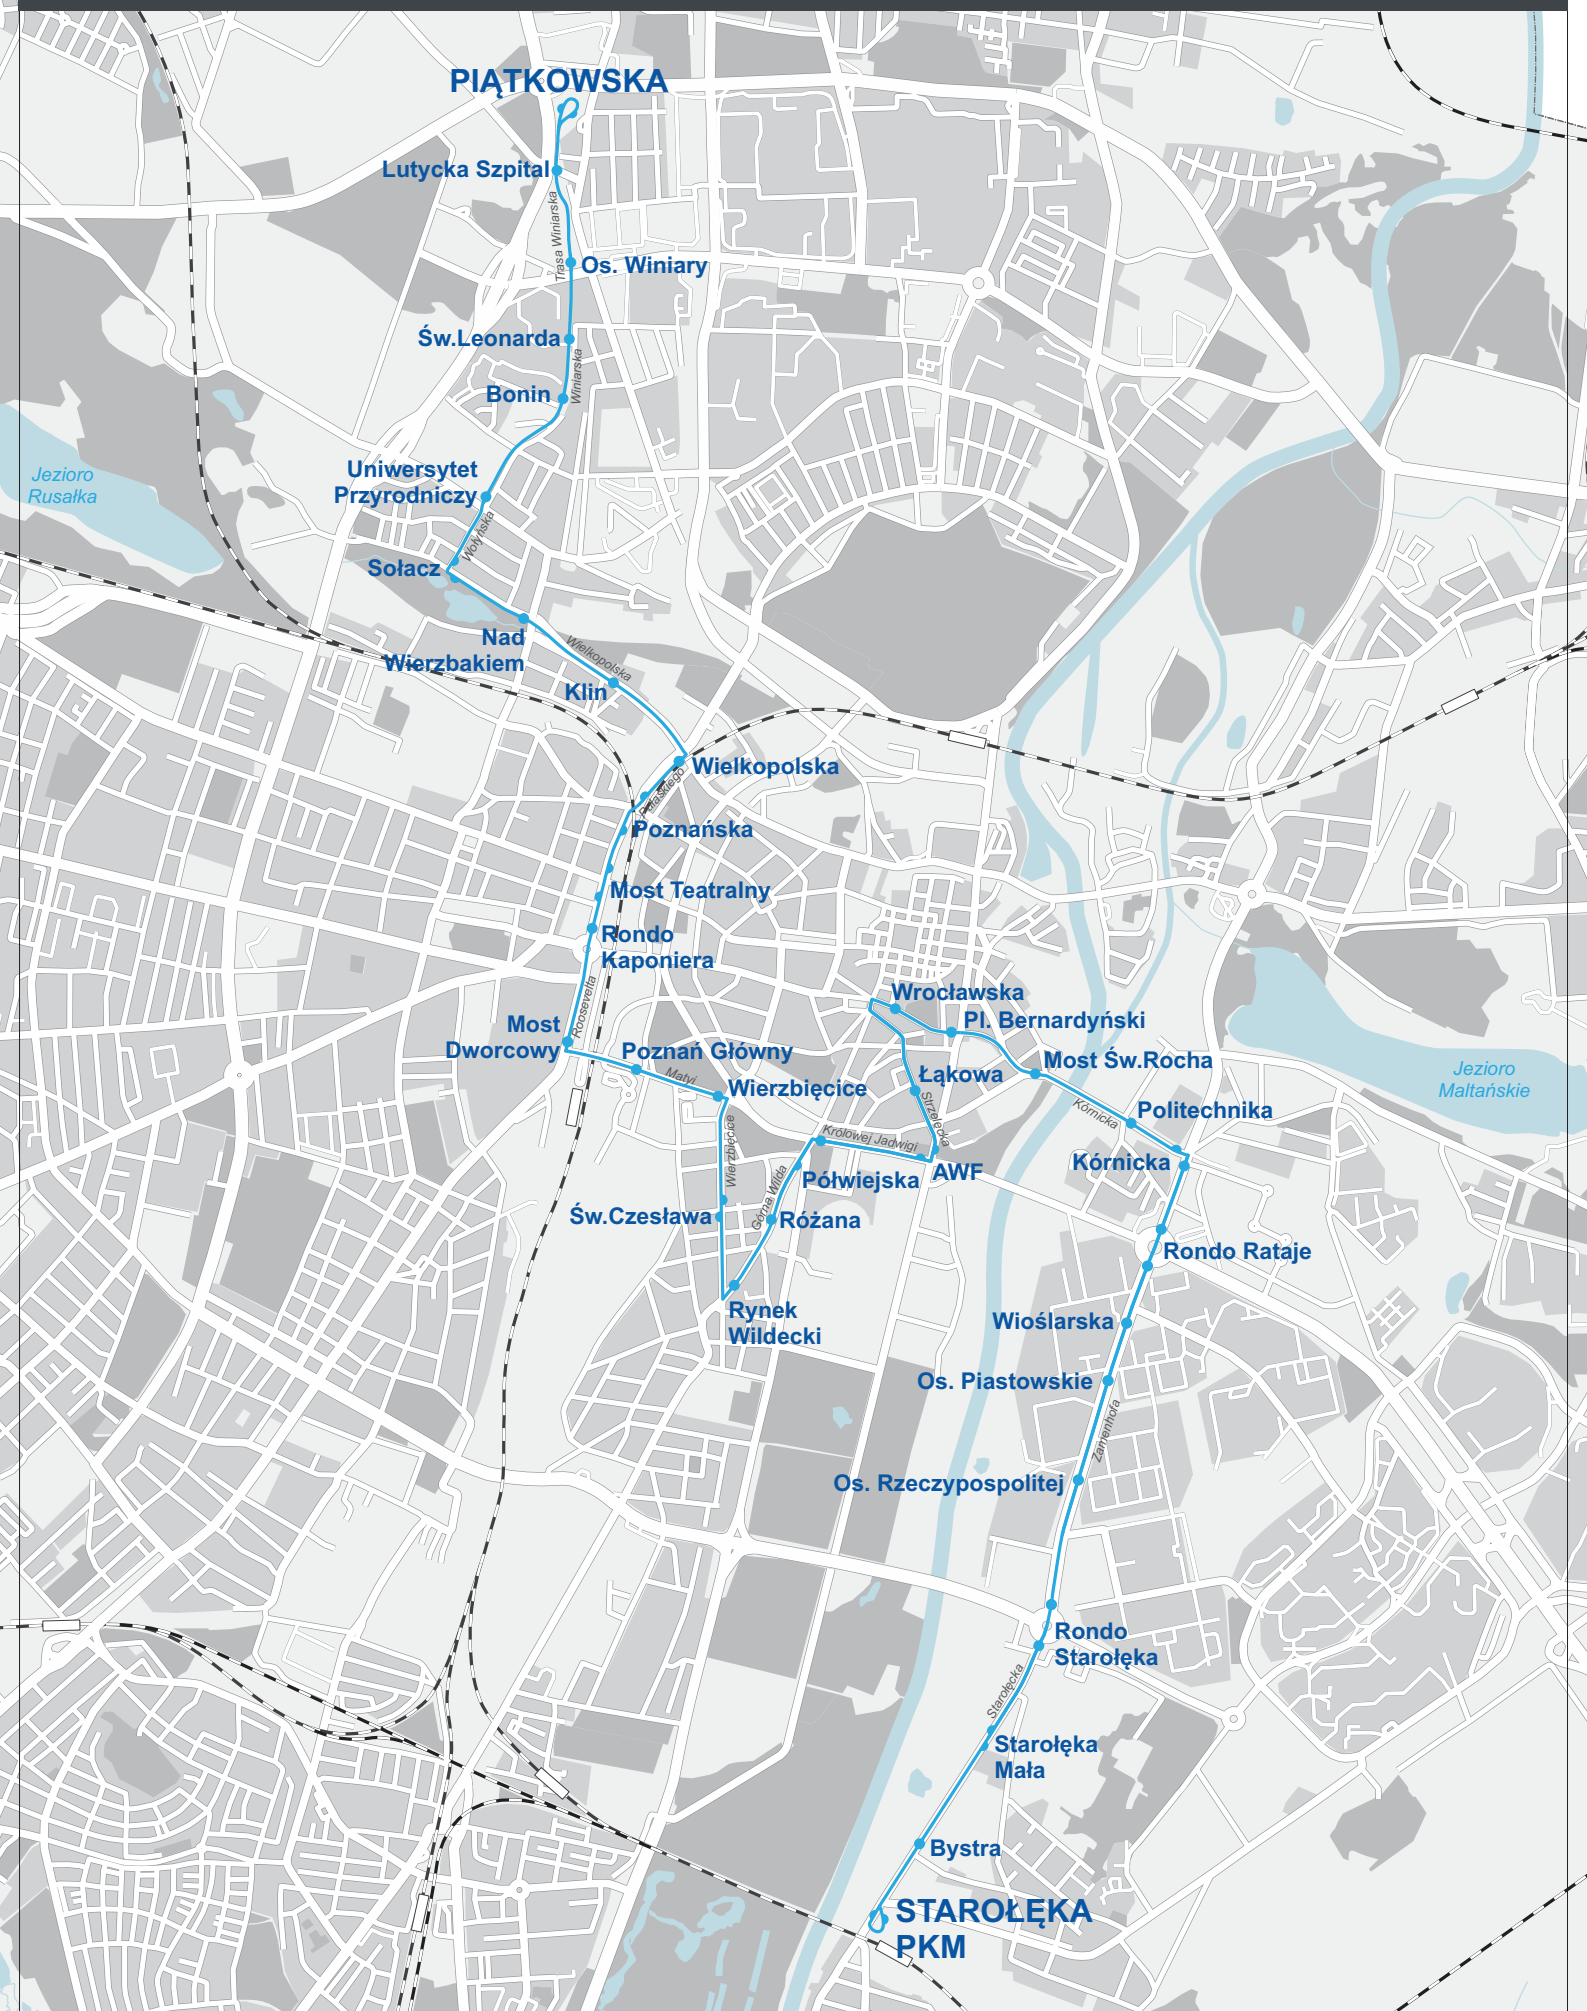 PIĄTKOWSKA
Lutycka Szpital
Trasa Winiarska
Os. Winiary
Św.Leonarda
Winiarska
Bonin
Uniwersytet
Przyrodniczy
Jezioro
Rusałka
Wołyńska
Sołacz
Nad
Wierzbakiem
Wielkopolska
Klin
Wielkopolska
Pułaskiego
Poznańska
Most Teatralny
Rondo
Kaponiera
Roosevelta
Most
Dworcowy
Poznań Główny
Matyi
Wierzbięcice
Wierzbięcice
Św.Czesława
Rynek
Wildecki
Górna Wilda
Różana
Półwiejska
Królowej Jadwigi
AWF
Strzelecka
Łąkowa
Wrocławska
Pl. Bernardyński
Most Św.Rocha
Kórnicka
Politechnika
Kórnicka
Jezioro
Maltańskie
Rondo Rataje
Wioślarska
Os. Piastowskie
Zamenhofa
Os. Rzeczypospolitej
Rondo
Starołęka
Starołęcka
Starołęka
Mała
Bystra
STAROŁĘKA
PKM